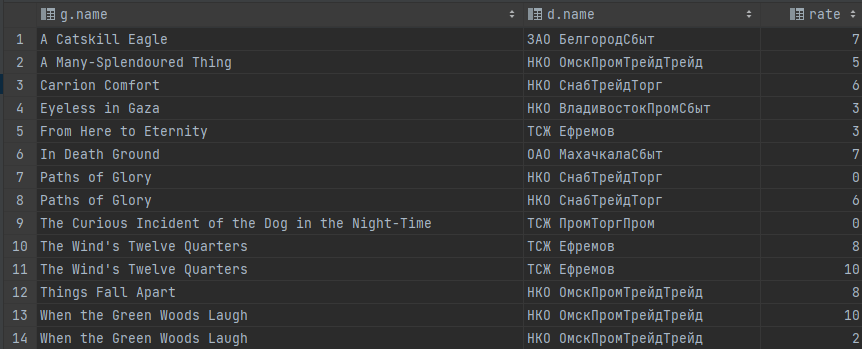 g.name d.name rate
1 A Catskill Eagle ЗАО БелгородСбыт 7
2 A Many-Splendoured Thing НКО ОмскПромТрейдТрейд 5
3 Carrion Comfort НКО СнабТрейдТорг 6
4 Eyeless in Gaza НКО ВладивостокПромСбыт 3
5 From Here to Eternity ТСЖ Ефремов 3
6 In Death Ground ОАО МахачкалаСбыт 7
7 Paths of Glory НКО СнабТрейдТорг 0
8 Paths of Glory НКО СнабТрейдТорг 6
9 The Curious Incident of the Dog in the Night-Time ТСЖ ПромТоргПром 0
10 The Wind's Twelve Quarters ТСЖ Ефремов 8
11 The Wind's Twelve Quarters ТСЖ Ефремов 10
12 Things Fall Apart НКО ОмскПромТрейдТрейд 8
13 When the Green Woods Laugh НКО ОмскПромТрейдТрейд 10
14 When the Green Woods Laugh НКО ОмскПромТрейдТрейд 2